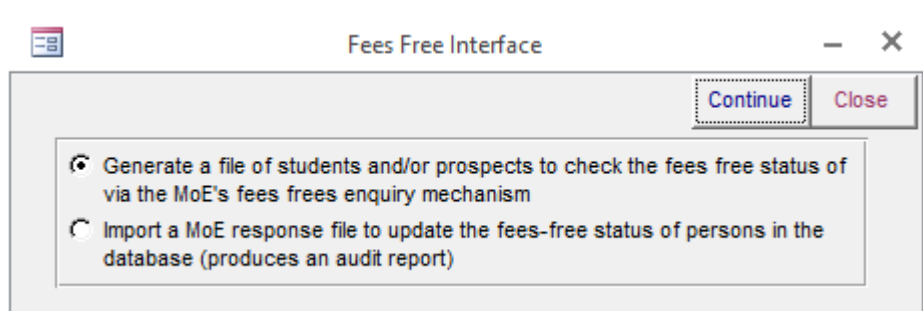 Fees Free Interface
Continue Close
Generate a file of students and/or prospects to check the fees free status of
via the MoE's fees frees enquiry mechanism
Import a MoE response file to update the fees-free status of persons in the
database (produces an audit report)